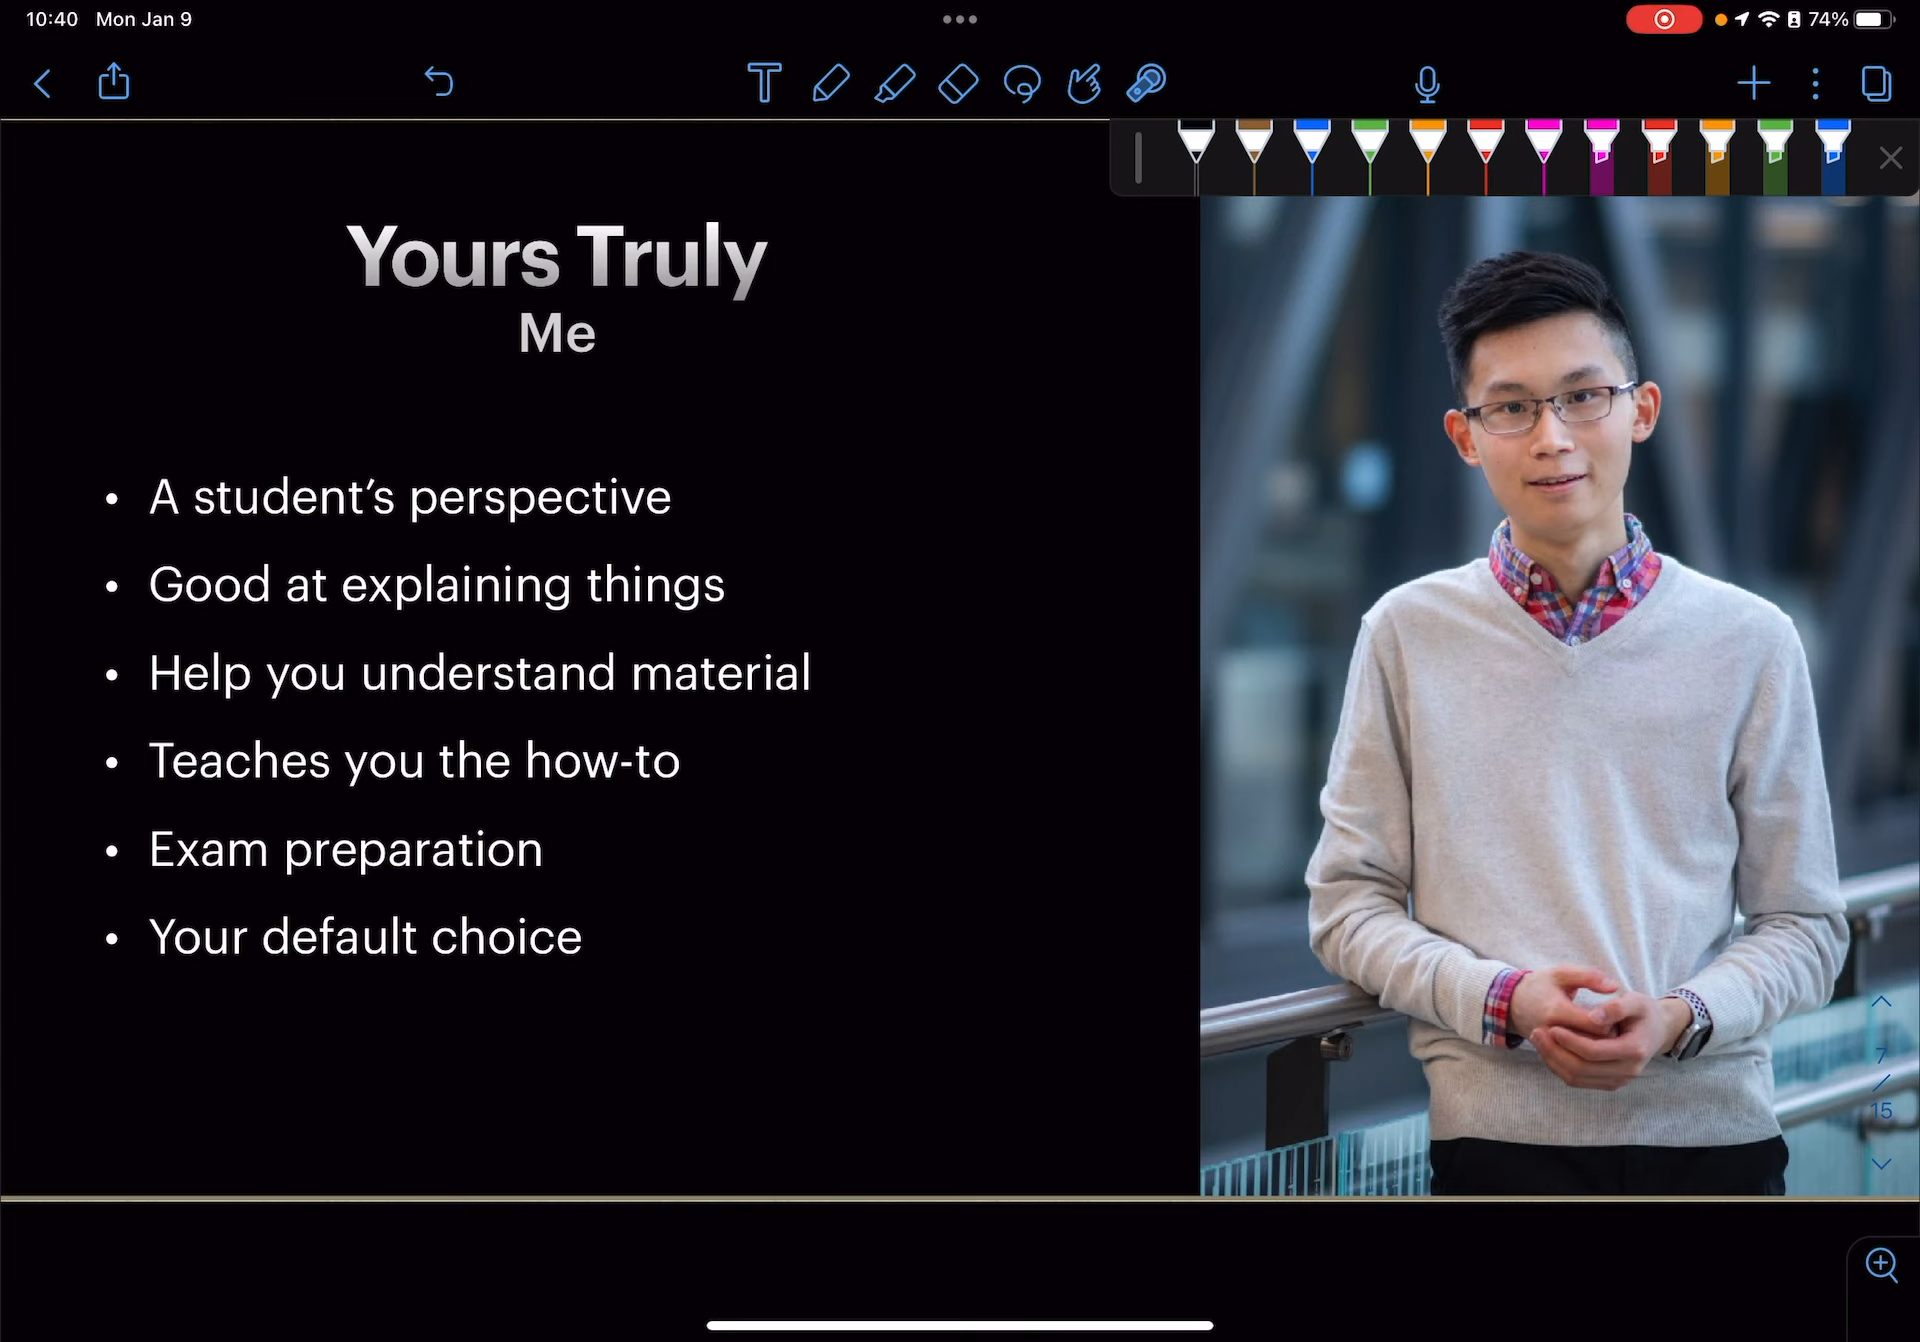 10:40 Mon Jan 9
74%
Yours Truly
Me
• A student’s perspective
• Good at explaining things
• Help you understand material
• Teaches you the how-to
• Exam preparation
• Your default choice
7
/
15